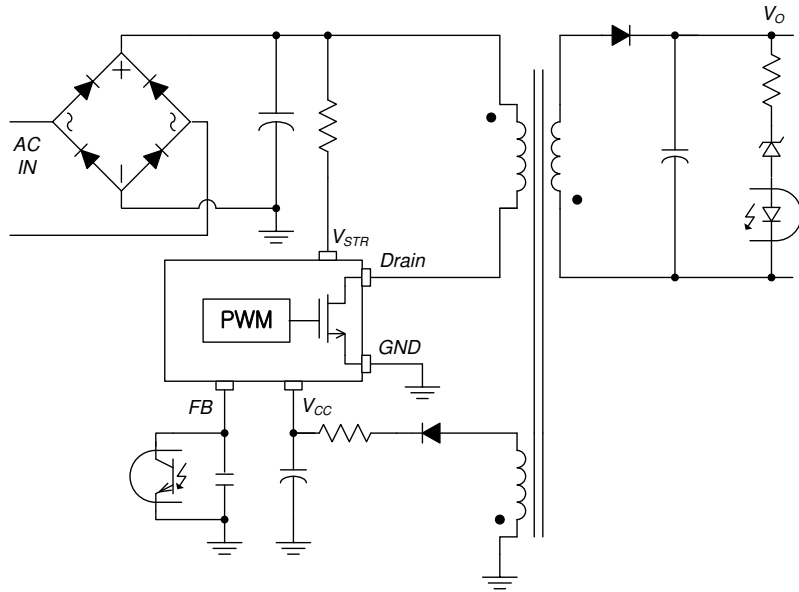 V_O
AC
IN
V_STR
Drain
PWM
GND
FB
V_CC